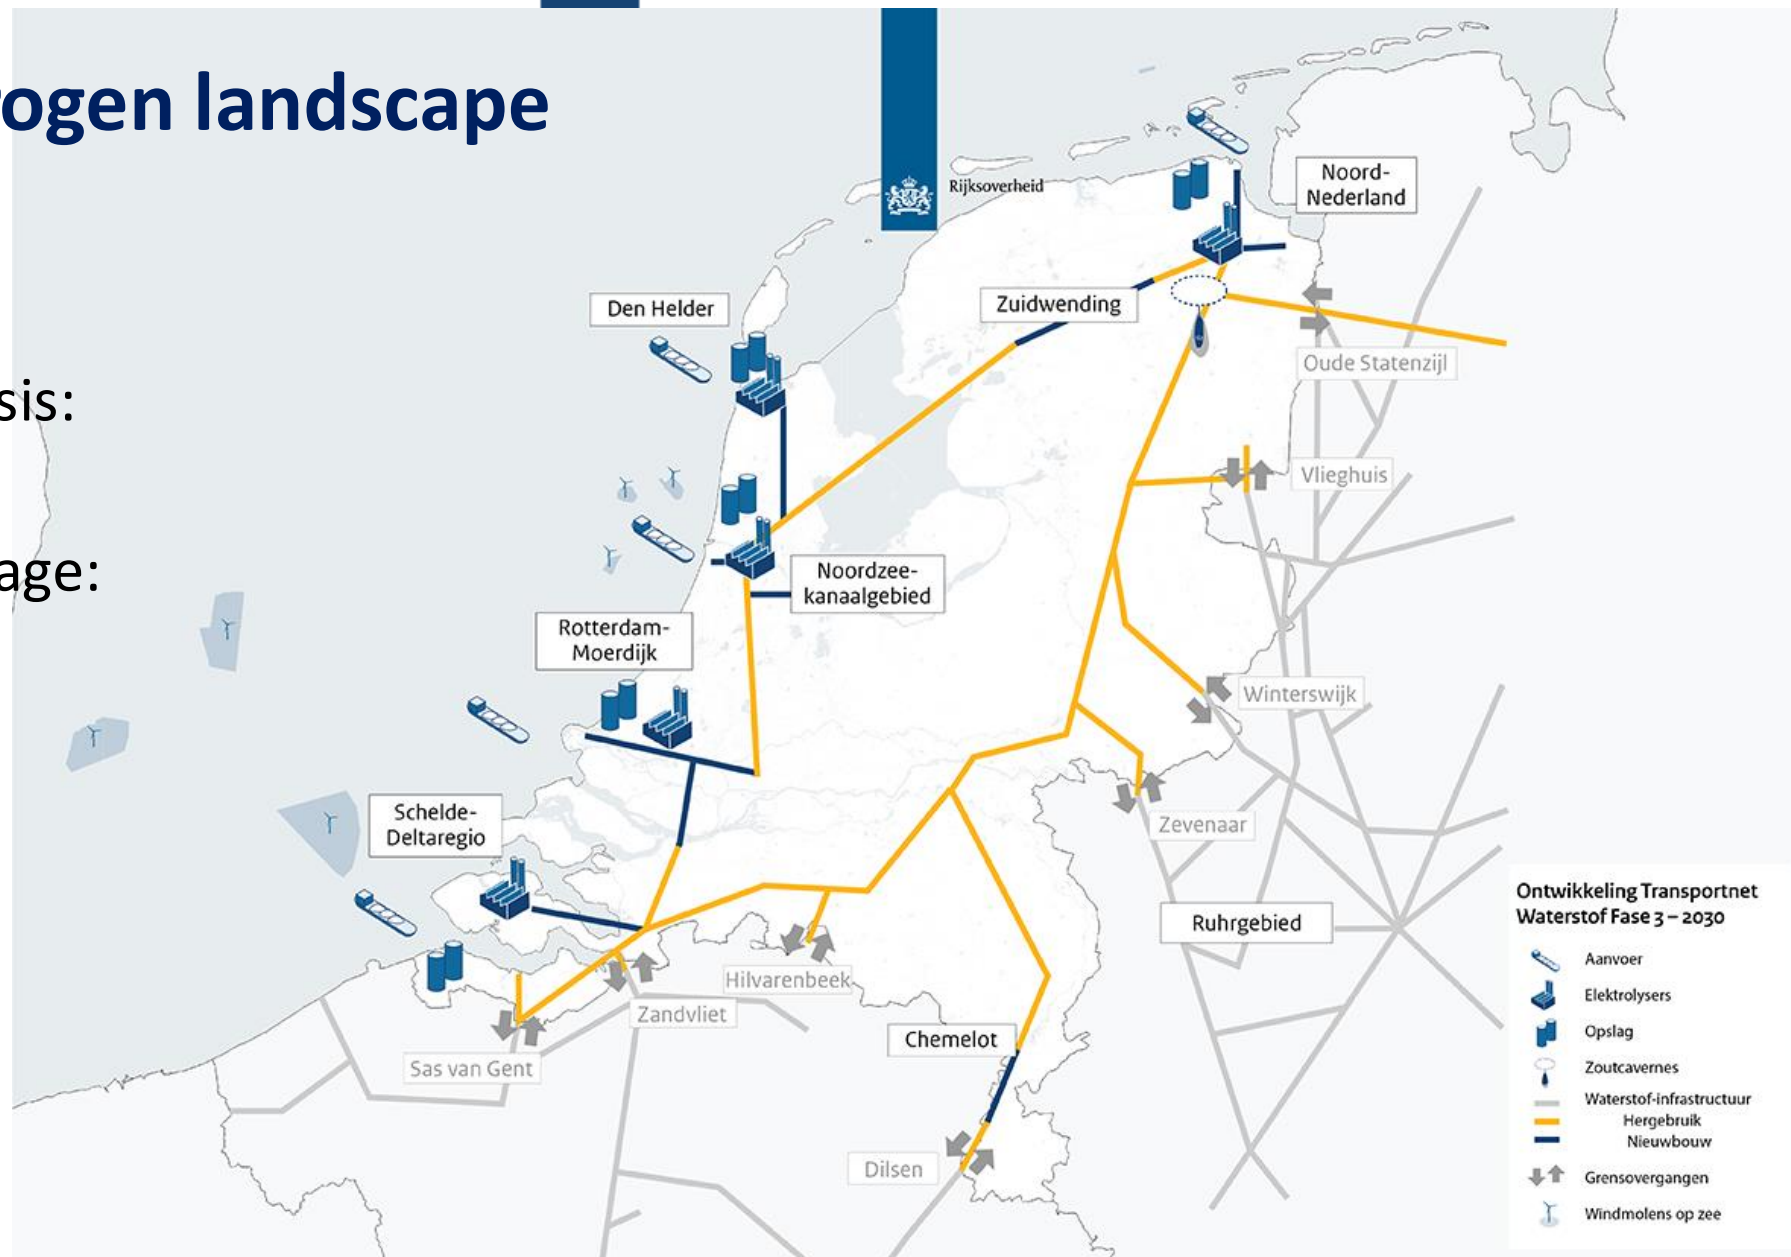 ogen landscape
Rijksoverheid
Noord-
Nederland
Den Helder
Zuidwending
Oude Statenzijl
sis:
Vlieghuis
age:
Noordzee-
kanaalgebied
Rotterdam-
Moerdijk
Winterswijk
Schelde-
Deltaregio
Zevenaar
Ruhrgebied
Hilvarenbeek
Zandvliet
Chemelot
Sas van Gent
Dilsen
Ontwikkeling Transportnet
Waterstof Fase 3 – 2030
Aanvoer
Elektrolysers
Opslag
Zoutcavernes
Waterstof-infrastructuur
Hergebruik
Nieuwbouw
Grensovergangen
Windmolens op zee